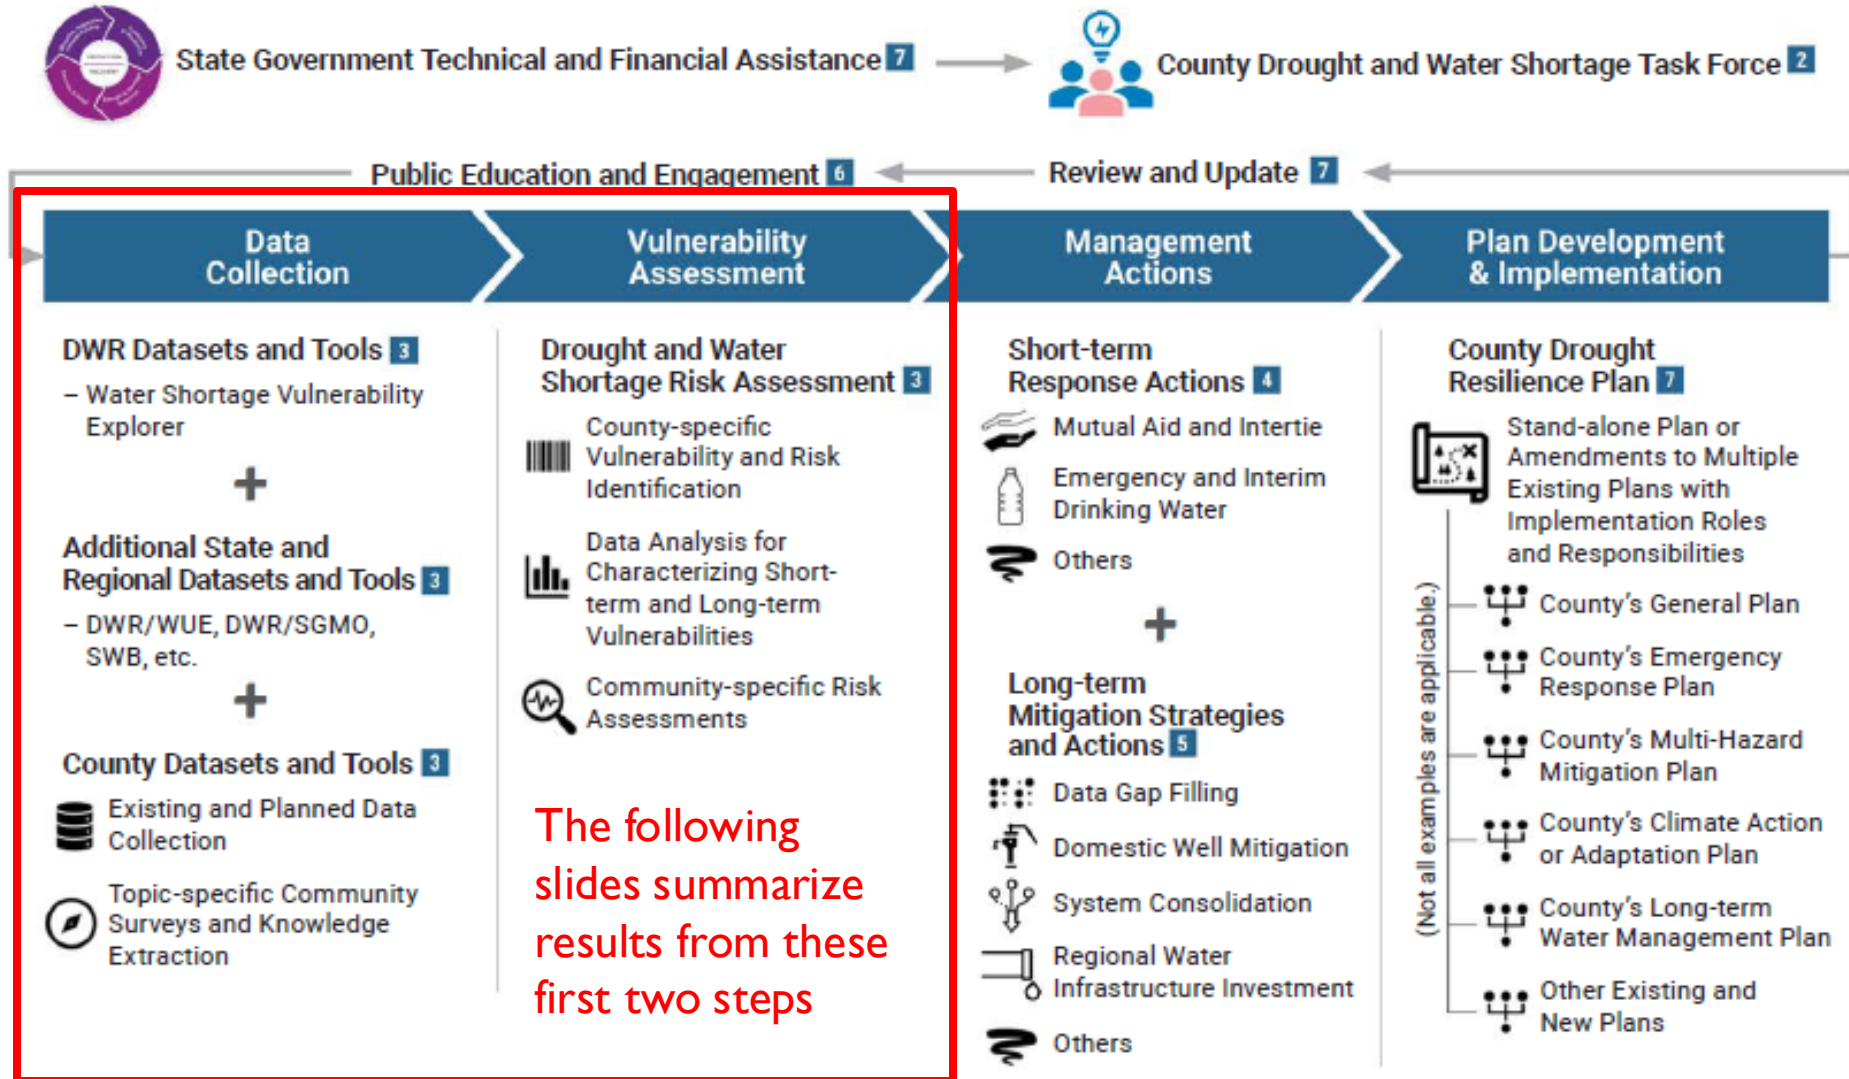 State Government Technical and Financial Assistance 7
County Drought and Water Shortage Task Force 2
Public Education and Engagement 6
Review and Update 7
Data
Collection
Vulnerability
Assessment
Management
Actions
Plan Development
& Implementation
DWR Datasets and Tools 3
– Water Shortage Vulnerability
Explorer
+
Additional State and
Regional Datasets and Tools 3
– DWR/WUE, DWR/SGMO,
SWB, etc.
+
County Datasets and Tools 3
Existing and Planned Data
Collection
Topic-specific Community
Surveys and Knowledge
Extraction
Drought and Water
Shortage Risk Assessment 3
County-specific
Vulnerability and Risk
Identification
Data Analysis for
Characterizing Short-
term and Long-term
Vulnerabilities
Community-specific Risk
Assessments
The following
slides summarize
results from these
first two steps
Short-term
Response Actions 4
Mutual Aid and Intertie
Emergency and Interim
Drinking Water
Others
+
Long-term
Mitigation Strategies
and Actions 5
Data Gap Filling
Domestic Well Mitigation
System Consolidation
Regional Water
Infrastructure Investment
Others
County Drought
Resilience Plan 7
Stand-alone Plan or
Amendments to Multiple
Existing Plans with
Implementation Roles
and Responsibilities
(Not all examples are applicable.)
County's General Plan
County's Emergency
Response Plan
County's Multi-Hazard
Mitigation Plan
County's Climate Action
or Adaptation Plan
County's Long-term
Water Management Plan
Other Existing and
New Plans